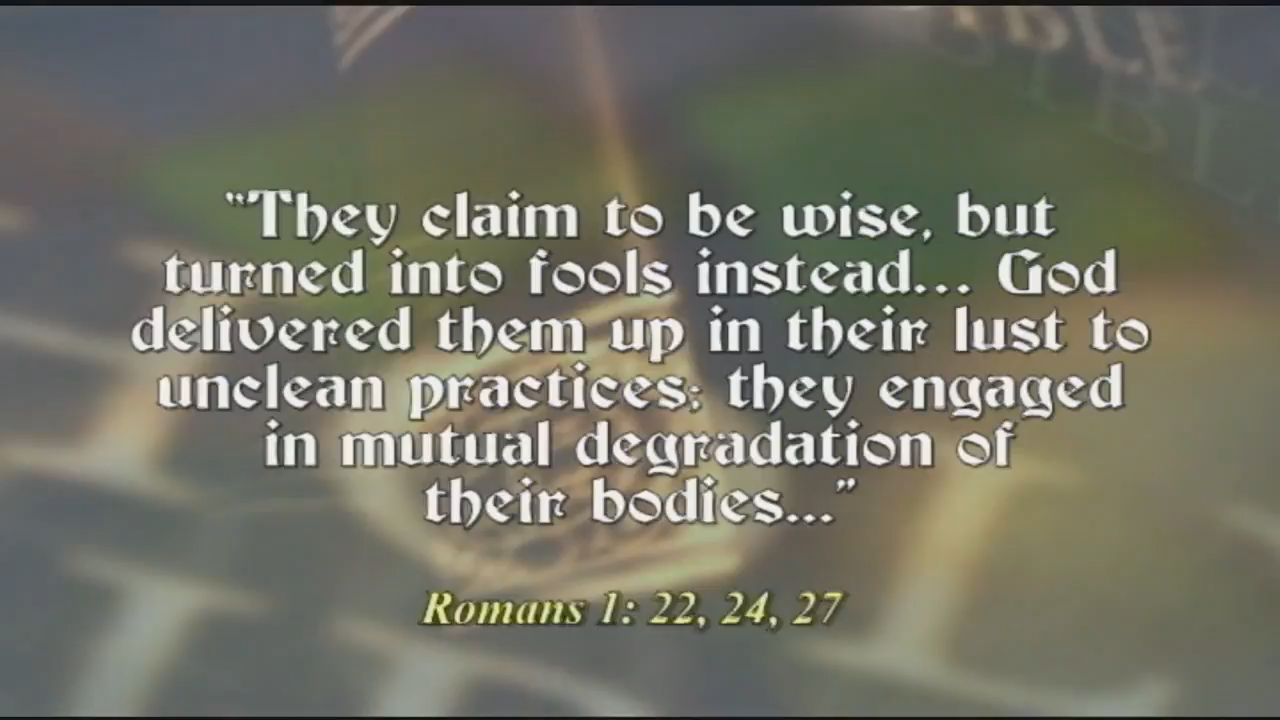 "They claim to be wise, but
turned into fools instead... God
delivered them up in their lust to
unclean practices; they engaged
in mutual degradation of
their bodies..."
Romans 1: 22, 24, 27